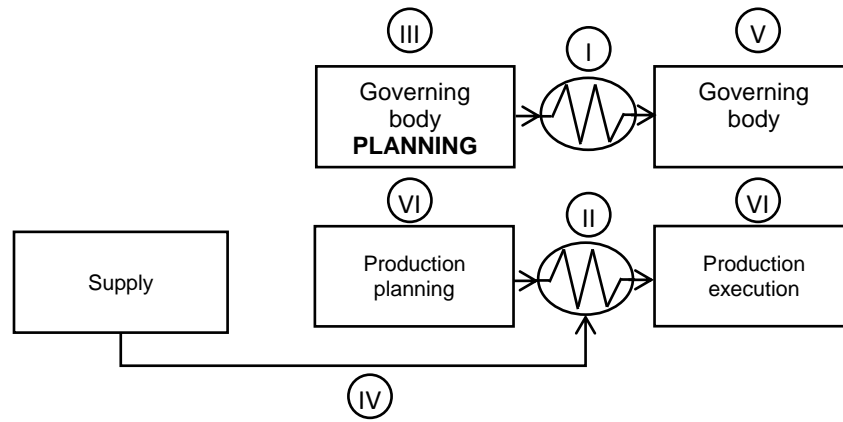 III
I
V
Governing
body
PLANNING
Governing
body
VI
II
VI
Supply
Production
planning
Production
execution
IV